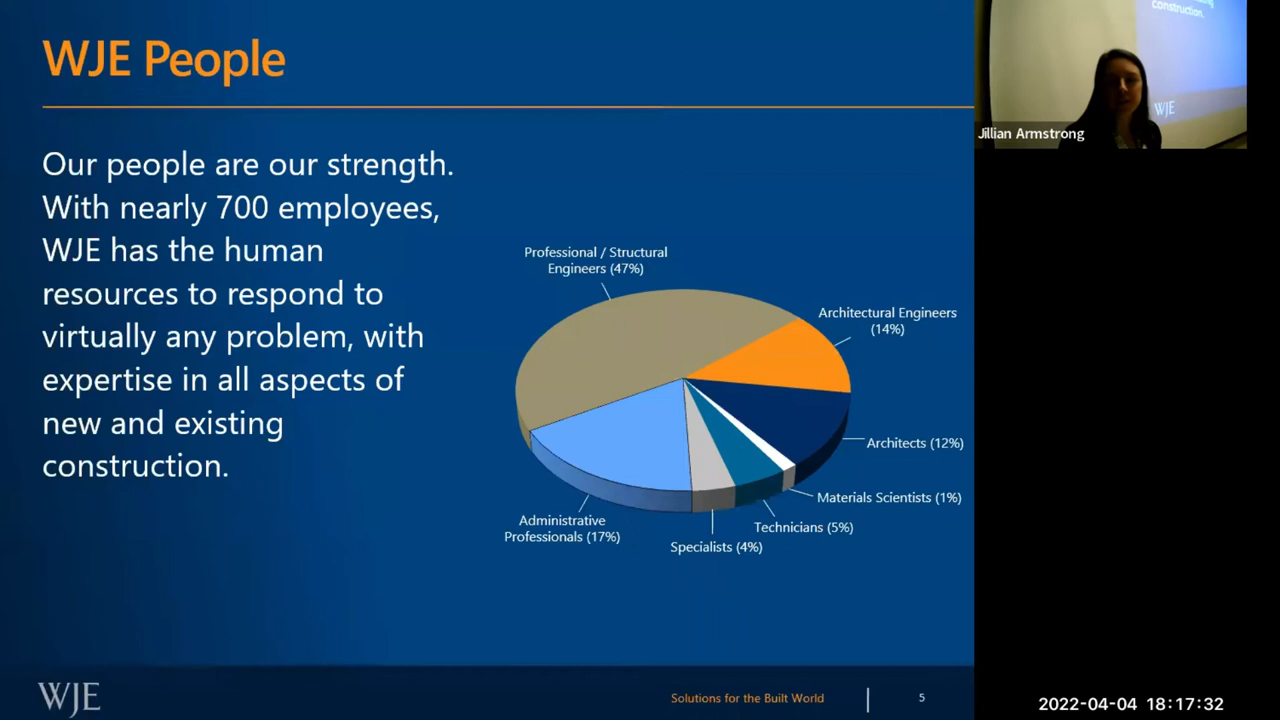 WJE People
Our people are our strength.
With nearly 700 employees,
WJE has the human
resources to respond to
virtually any problem, with
expertise in all aspects of
new and existing
construction.
Professional / Structural
Engineers (47%)
Architectural Engineers
(14%)
Architects (12%)
Materials Scientists (1%)
Technicians (5%)
Specialists (4%)
Administrative
Professionals (17%)
WJE
Solutions for the Built World
5
construction.
WJE
Jillian Armstrong
2022-04-04 18:17:32